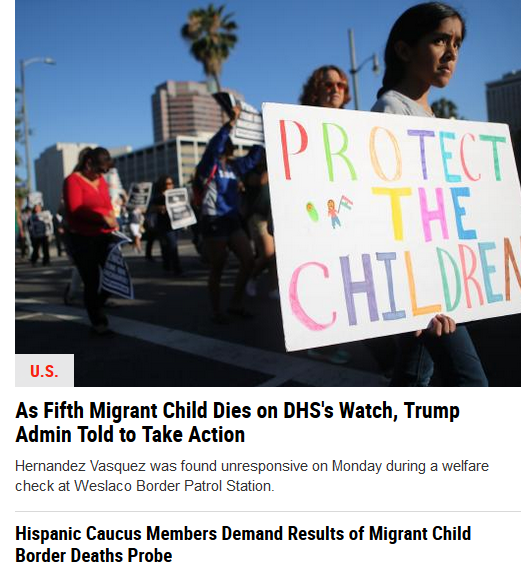 PROTECT
THE
CHILDREN
U.S.
As Fifth Migrant Child Dies on DHS's Watch, Trump
Admin Told to Take Action
Hernandez Vasquez was found unresponsive on Monday during a welfare
check at Weslaco Border Patrol Station.
Hispanic Caucus Members Demand Results of Migrant Child
Border Deaths Probe